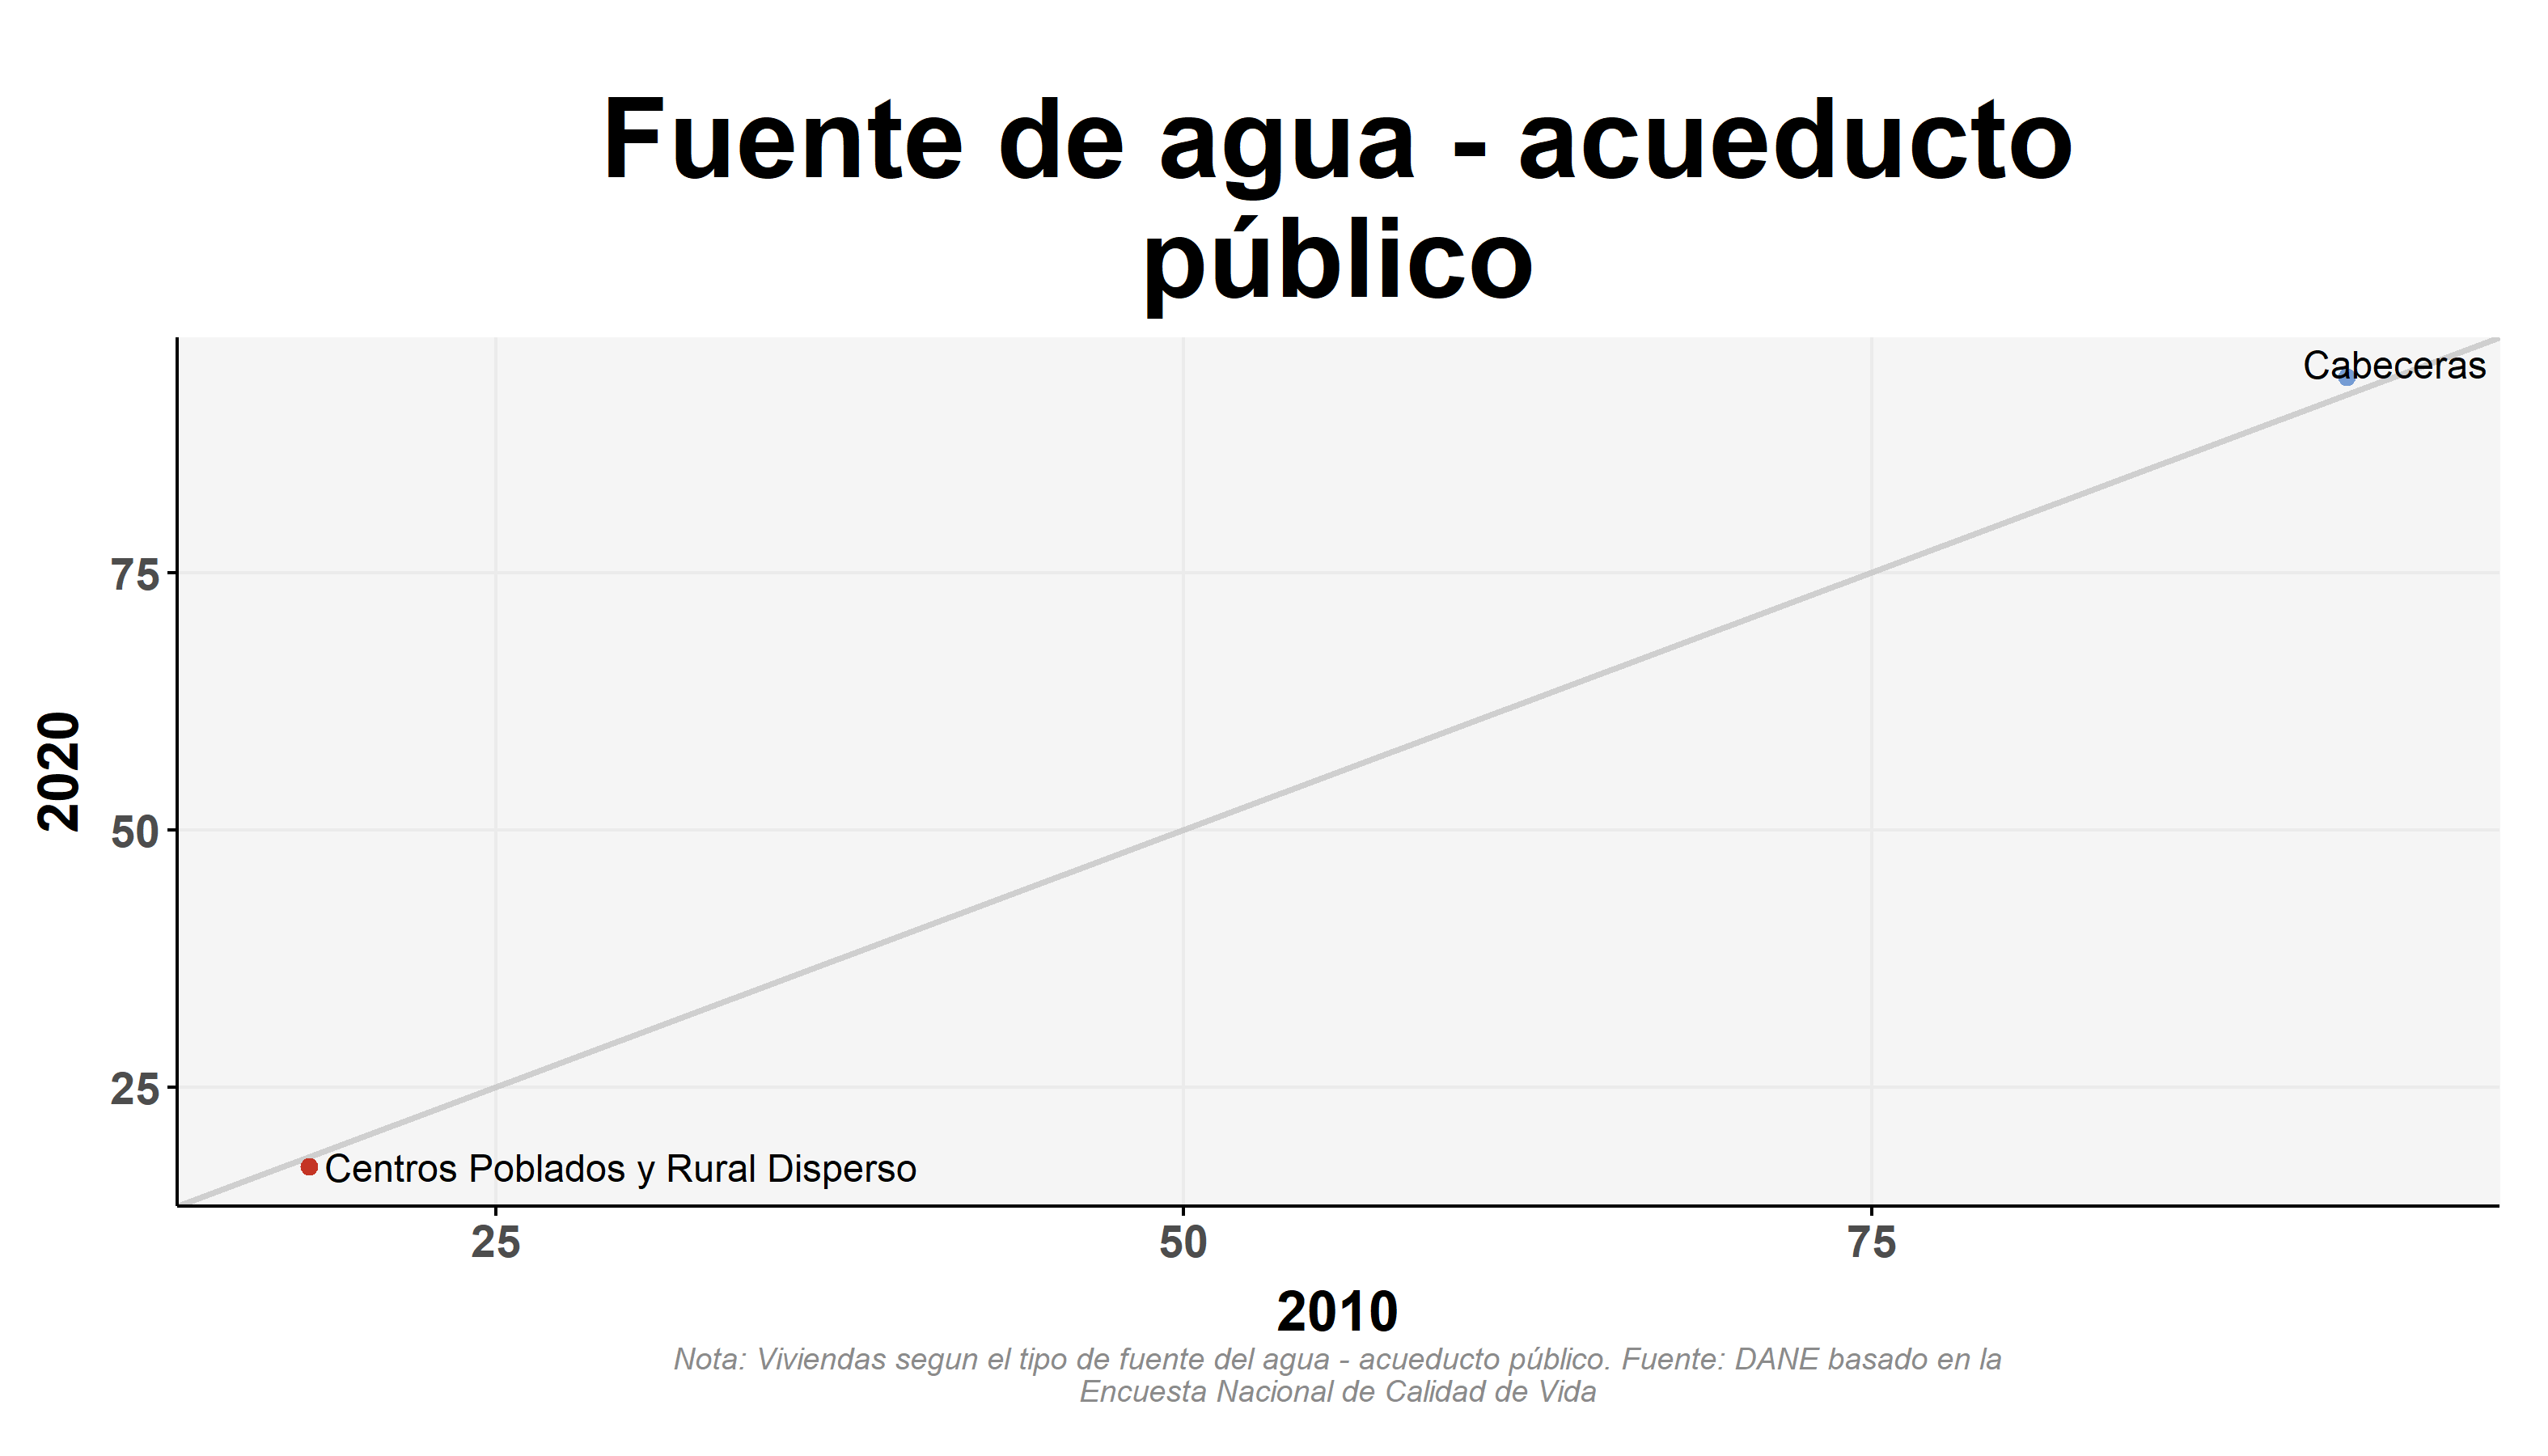 Fuente de agua - acueducto
público
Cabeceras
75
50
25
2020
Centros Poblados y Rural Disperso
25
50
75
2010
Nota: Viviendas segun el tipo de fuente del agua - acueducto público. Fuente: DANE basado en la
Encuesta Nacional de Calidad de Vida